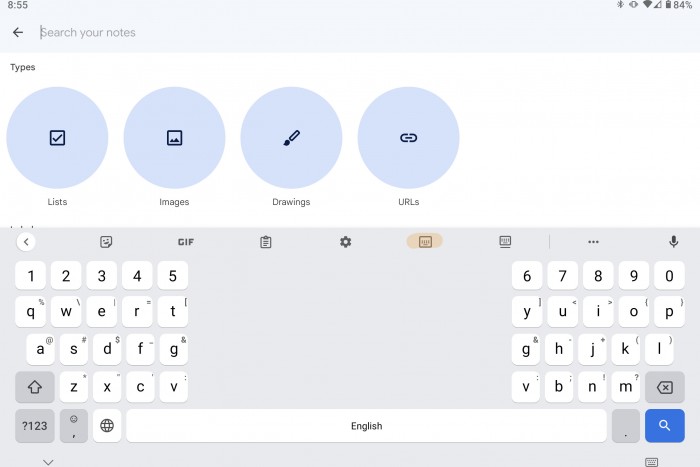 8:55 84%
Search your notes
Types
Lists Images Drawings URLs
GIF
1 2 3 4 5 6 7 8 9 0
q % w \ e | r = t [ y ] u < i > o { p }
a @ s # d $ f _ g & g & h - j + k ( l )
z * x " c ' v : v : b ; n ! m ?
?123 , English .